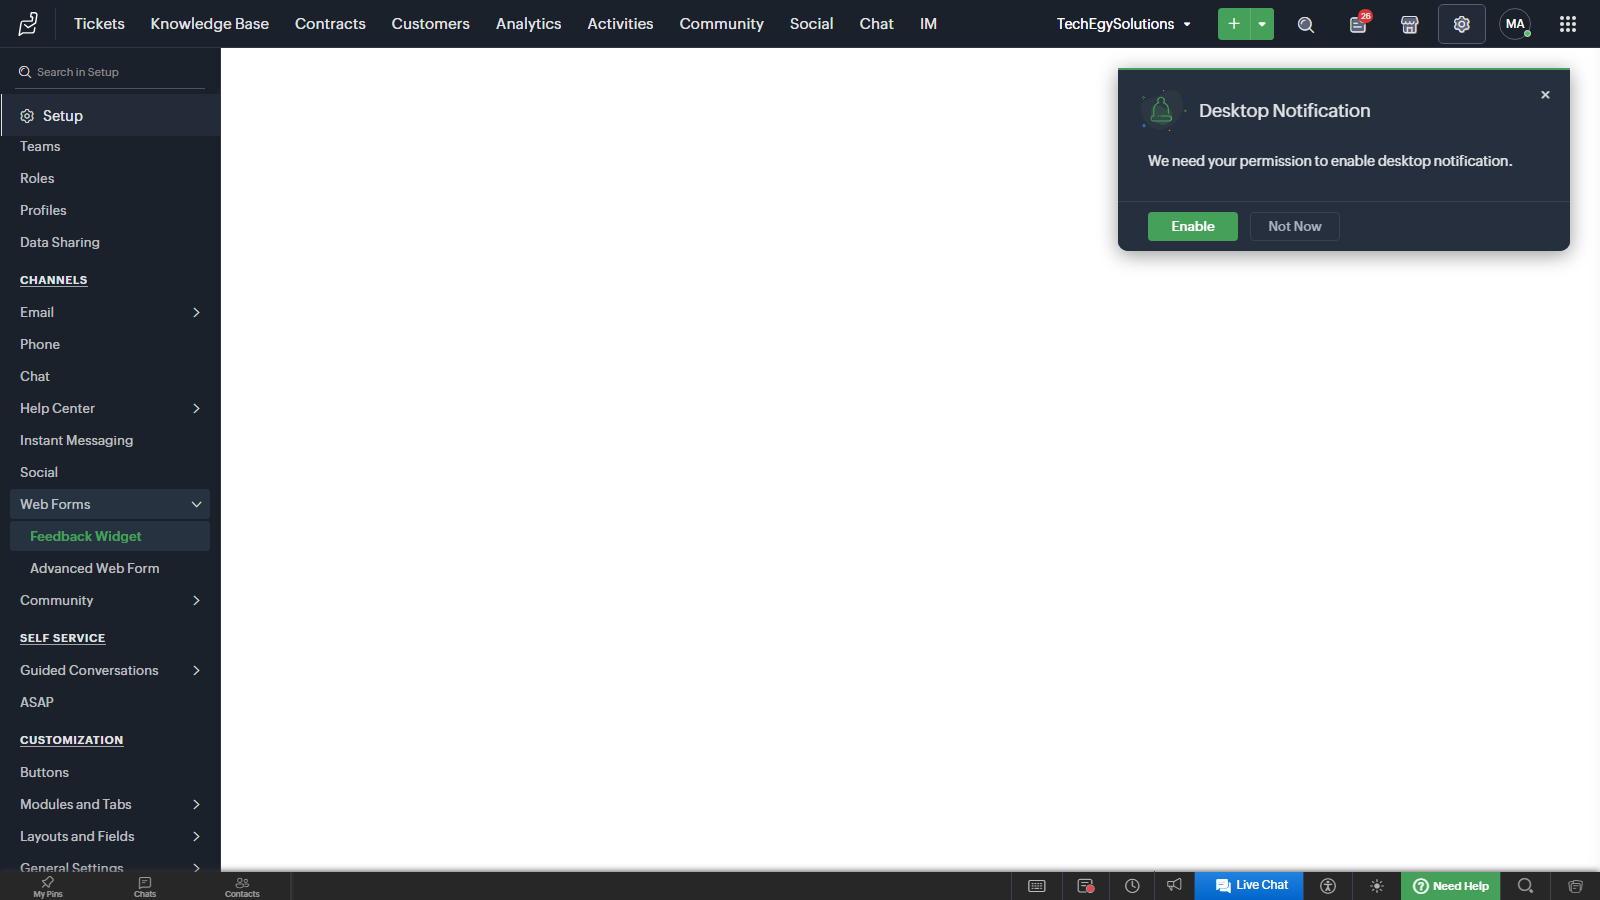 Tickets Knowledge Base Contracts Customers Analytics Activities Community Social Chat IM TechEgySolutions 26 MA
Search in Setup
Setup
Teams
Roles
Profiles
Data Sharing
CHANNELS
Email
Phone
Chat
Help Center
Instant Messaging
Social
Web Forms
Feedback Widget
Advanced Web Form
Community
SELF SERVICE
Guided Conversations
ASAP
CUSTOMIZATION
Buttons
Modules and Tabs
Layouts and Fields
General Settings
Desktop Notification
We need your permission to enable desktop notification.
Enable Not Now
My Pins Chats Contacts Live Chat Need Help